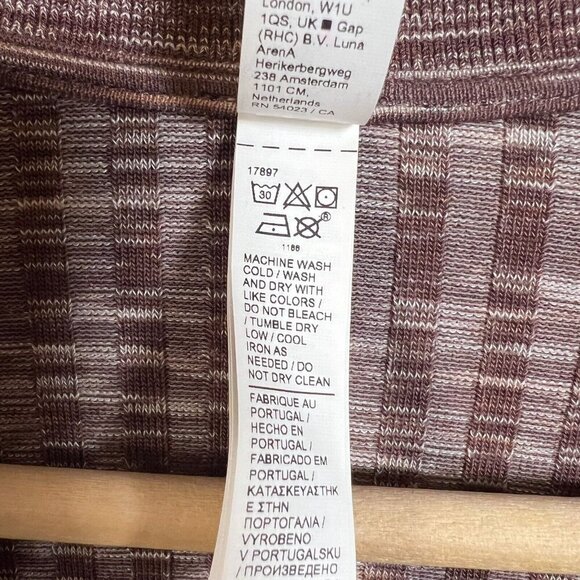 London, W1U
1QS, UK ■ Gap
(RHC) B.V. Luna
ArenA
Herikerbergweg
238 Amsterdam
1101 CM,
Netherlands
RN 54023 / CA
17897
30
1188
MACHINE WASH
COLD / WASH
AND DRY WITH
LIKE COLORS /
DO NOT BLEACH
/ TUMBLE DRY
LOW / COOL
IRON AS
NEEDED / DO
NOT DRY CLEAN
FABRIQUE AU
PORTUGAL /
HECHO EN
PORTUGAL /
FABRICADO EM
PORTUGAL /
ΚΑΤΑΣΚΕΥΑΣΤΗΚ
Ε ΣΤΗΝ
ΠΟΡΤΟΓΑΛΙΑ /
VYROBENO
V PORTUGALSKU
/ ПРОИЗВЕДЕНО